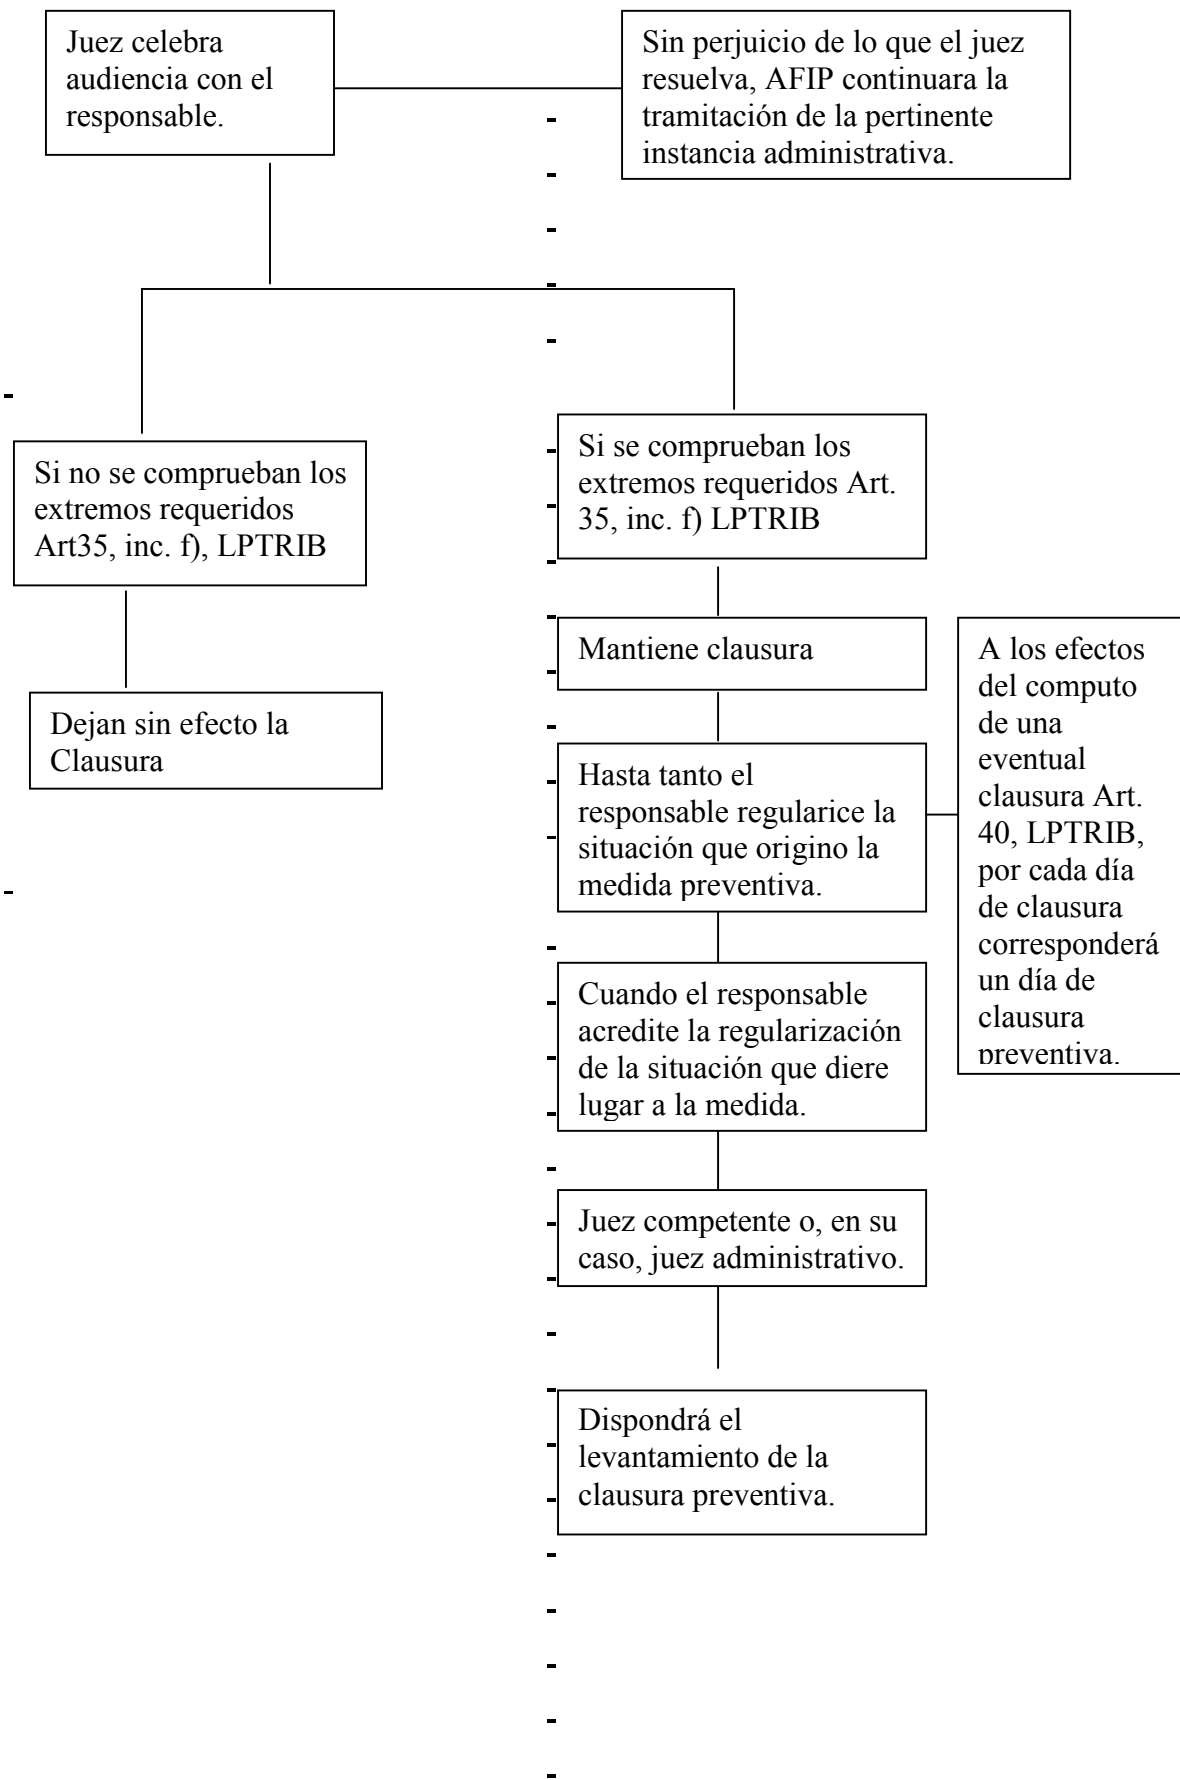 Juez celebra
audiencia con el
responsable.
Sin perjuicio de lo que el juez
resuelva, AFIP continuara la
tramitación de la pertinente
instancia administrativa.
-
-
-
-
-
-
Si no se comprueban los
extremos requeridos
Art35, inc. f), LPTRIB
Dejan sin efecto la
Clausura
-
Si se comprueban los
extremos requeridos Art.
35, inc. f) LPTRIB
-
-
-
-
Mantiene clausura
-
-
Hasta tanto el
responsable regularice la
situación que origino la
medida preventiva.
-
-
A los efectos
del computo
de una
eventual
clausura Art.
40, LPTRIB,
por cada día
de clausura
corresponderá
un día de
clausura
preventiva.
-
Cuando el responsable
acredite la regularización
de la situación que diere
lugar a la medida.
-
-
-
-
Juez competente o, en su
caso, juez administrativo.
-
-
-
Dispondrá el
levantamiento de la
clausura preventiva.
-
-
-
-
-
-
-
-